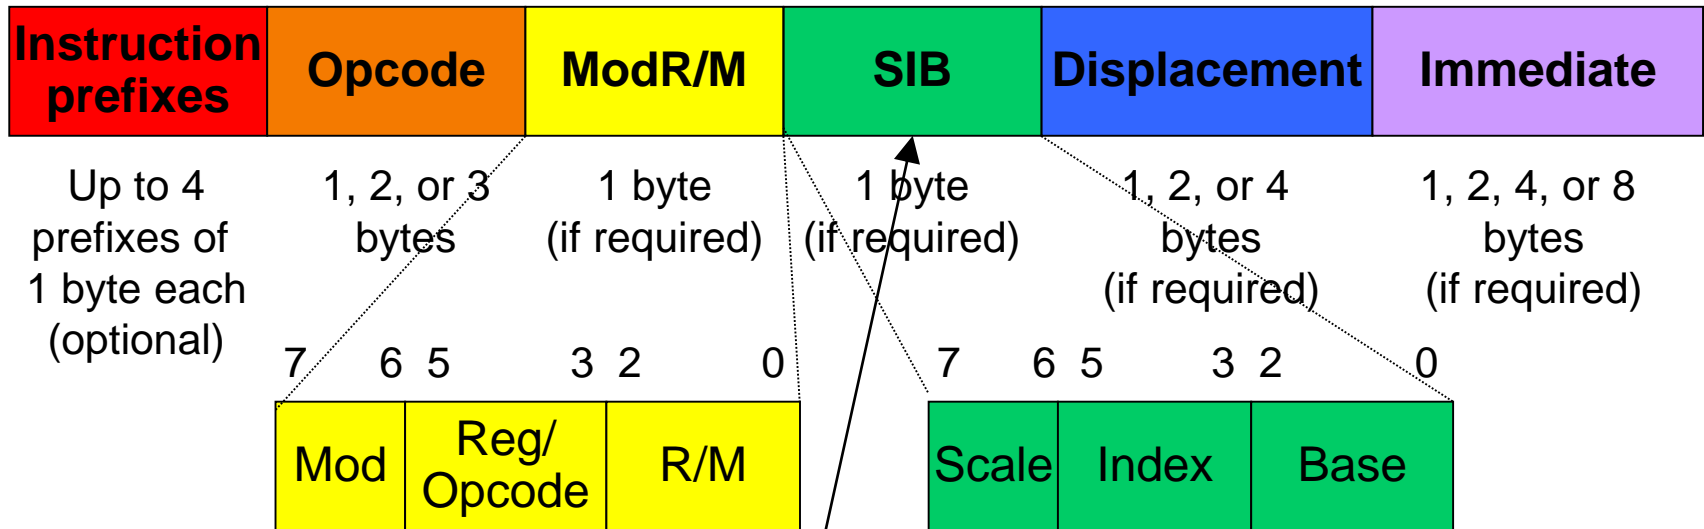 Instruction prefixes
Opcode
ModR/M
SIB
Displacement
Immediate
Up to 4
prefixes of
1 byte each
(optional)
1, 2, or 3
bytes
1 byte
(if required)
1 byte
(if required)
1, 2, or 4
bytes
(if required)
1, 2, 4, or 8
bytes
(if required)
7 6 5 3 2 0
Mod
Reg/
Opcode
R/M
7 6 5 3 2 0
Scale
Index
Base